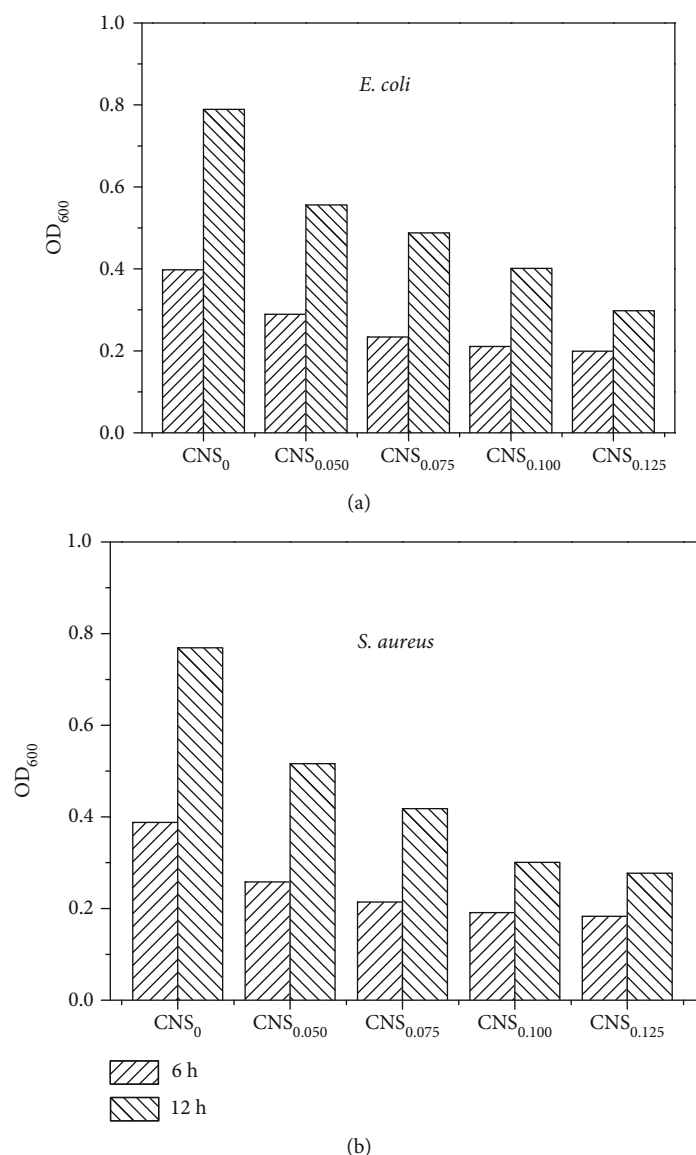 1.0
E. coli
0.8
0.6
OD₆₀₀
0.4
0.2
0.0
CNS₀ CNS₀.₀₅₀ CNS₀.₀₇₅ CNS₀.₁₀₀ CNS₀.₁₂₅
(a)
1.0
S. aureus
0.8
0.6
OD₆₀₀
0.4
0.2
0.0
CNS₀ CNS₀.₀₅₀ CNS₀.₀₇₅ CNS₀.₁₀₀ CNS₀.₁₂₅
6 h
12 h
(b)